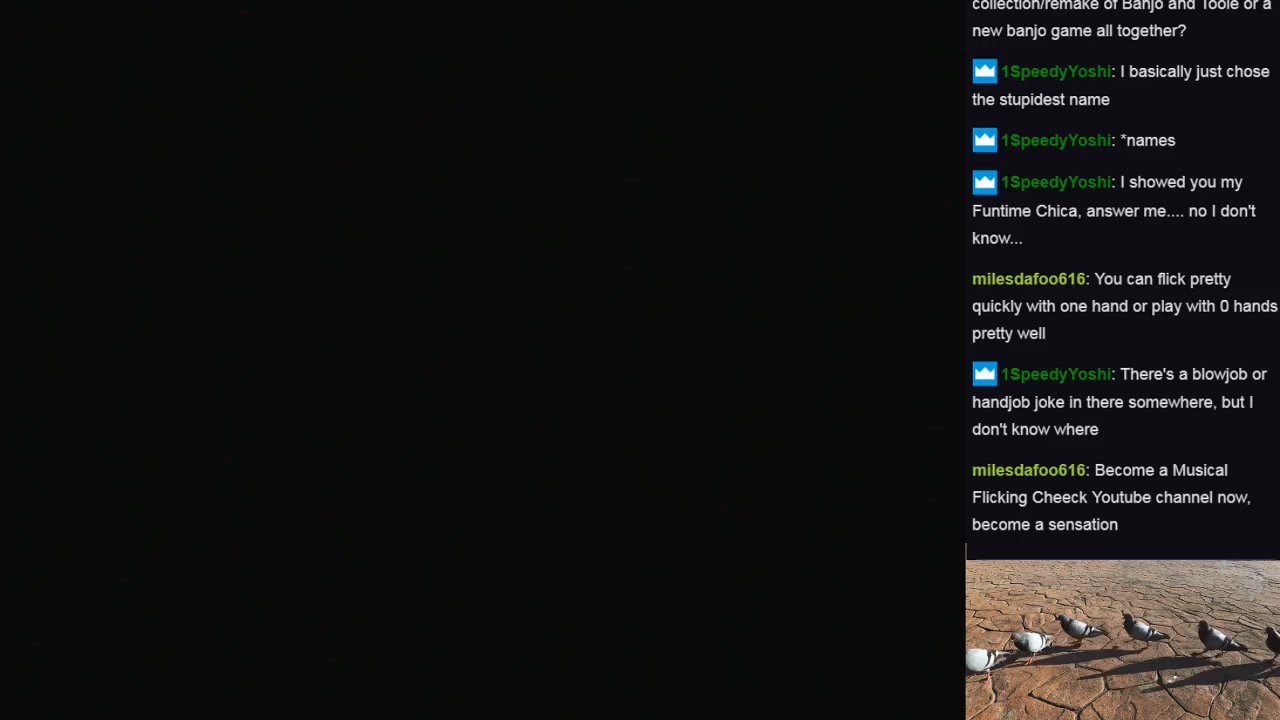 collection/remake of Banjo and Tooie or a
new banjo game all together?
1SpeedyYoshi: I basically just chose
the stupidest name
1SpeedyYoshi: *names
1SpeedyYoshi: I showed you my
Funtime Chica, answer me.... no I don't
know...
milesdafoo616: You can flick pretty
quickly with one hand or play with 0 hands
pretty well
1SpeedyYoshi: There's a blowjob or
handjob joke in there somewhere, but I
don't know where
milesdafoo616: Become a Musical
Flicking Cheeck Youtube channel now,
become a sensation